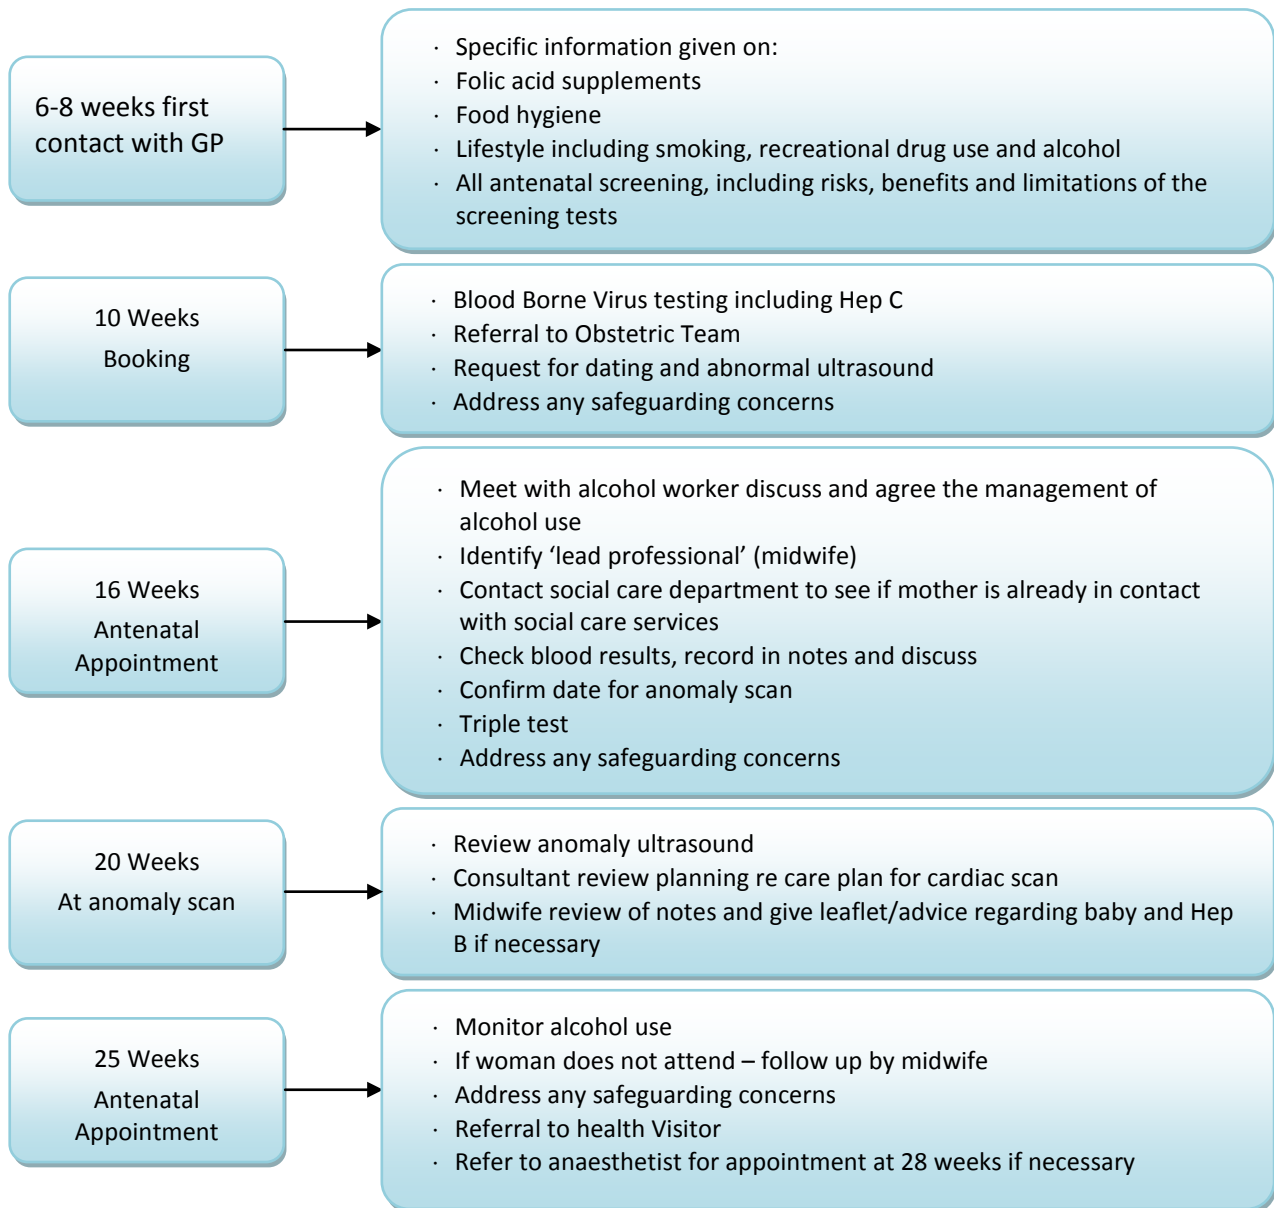 6-8 weeks first
contact with GP
· Specific information given on:
· Folic acid supplements
· Food hygiene
· Lifestyle including smoking, recreational drug use and alcohol
· All antenatal screening, including risks, benefits and limitations of the
screening tests
10 Weeks
Booking
· Blood Borne Virus testing including Hep C
· Referral to Obstetric Team
· Request for dating and abnormal ultrasound
· Address any safeguarding concerns
16 Weeks
Antenatal
Appointment
· Meet with alcohol worker discuss and agree the management of
alcohol use
· Identify ‘lead professional’ (midwife)
· Contact social care department to see if mother is already in contact
with social care services
· Check blood results, record in notes and discuss
· Confirm date for anomaly scan
· Triple test
· Address any safeguarding concerns
20 Weeks
At anomaly scan
· Review anomaly ultrasound
· Consultant review planning re care plan for cardiac scan
· Midwife review of notes and give leaflet/advice regarding baby and Hep
B if necessary
25 Weeks
Antenatal
Appointment
· Monitor alcohol use
· If woman does not attend – follow up by midwife
· Address any safeguarding concerns
· Referral to health Visitor
· Refer to anaesthetist for appointment at 28 weeks if necessary